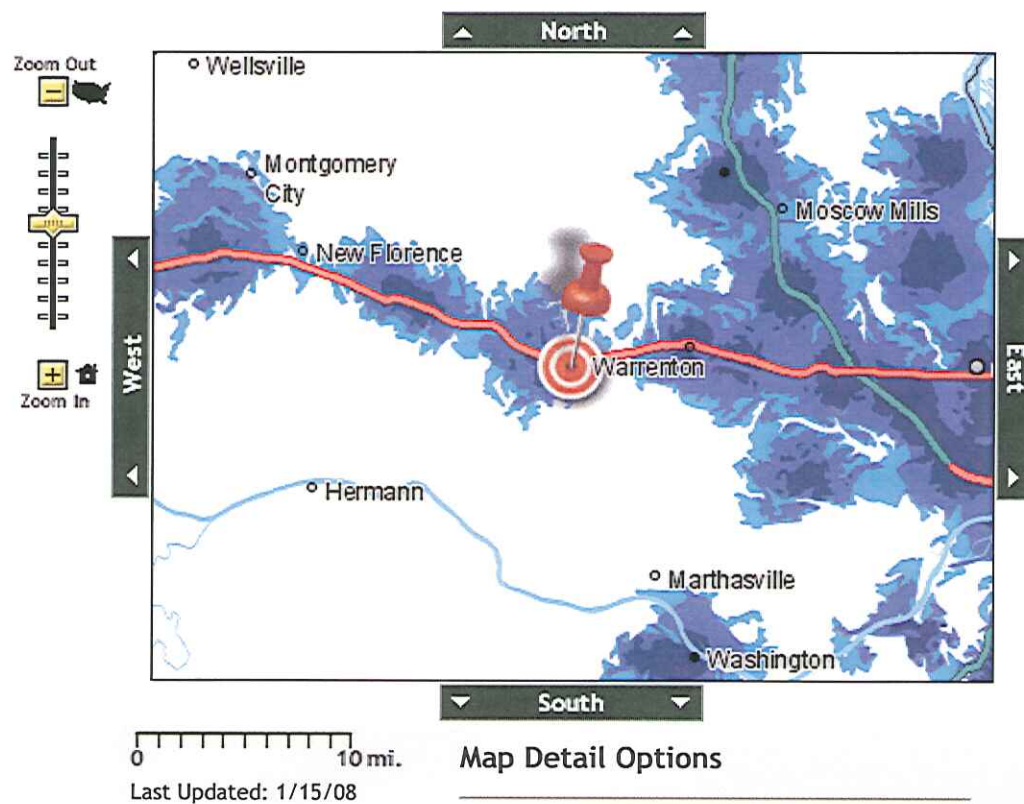 North
Zoom Out
Wellsville
Montgomery
City
Moscow Mills
New Florence
West
East
Warrenton
Zoom In
Hermann
Marthasville
Washington
South
0 10 mi.
Map Detail Options
Last Updated: 1/15/08